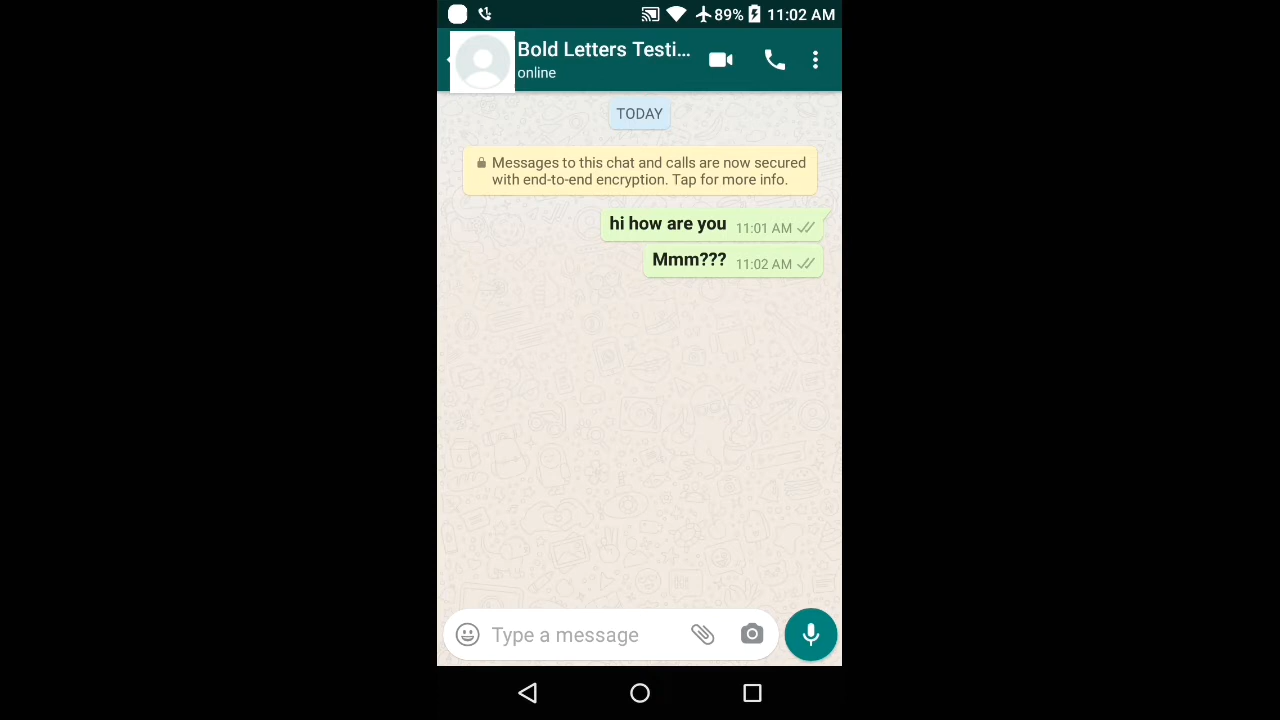 89% 11:02 AM
Bold Letters Testi...
online
TODAY
Messages to this chat and calls are now secured
with end-to-end encryption. Tap for more info.
hi how are you 11:01 AM
Mmm??? 11:02 AM
Type a message